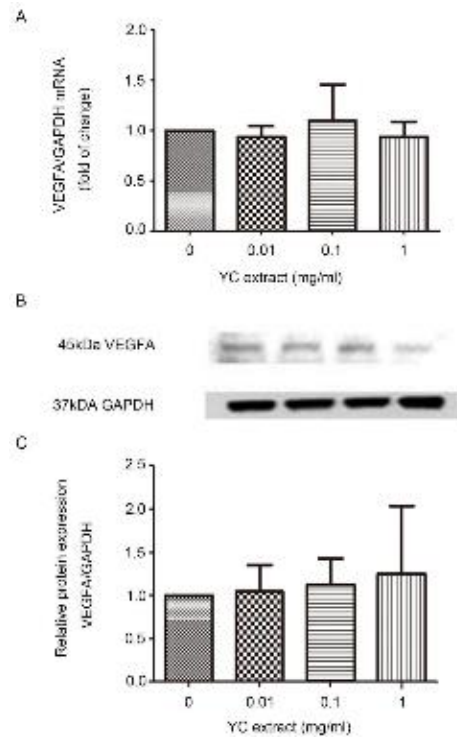 A
VEGFA/GAPDH mRNA
(fold of change)
2.0
1.5
1.0
0.5
0.0
0 0.01 0.1 1
YC extract (mg/ml)
B
45kDa VEGFA
37kDA GAPDH
C
Relative protein expression
VEGFA/GAPDH
2.5
2.0
1.5
1.0
0.5
0.0
0 0.01 0.1 1
YC extract (mg/ml)